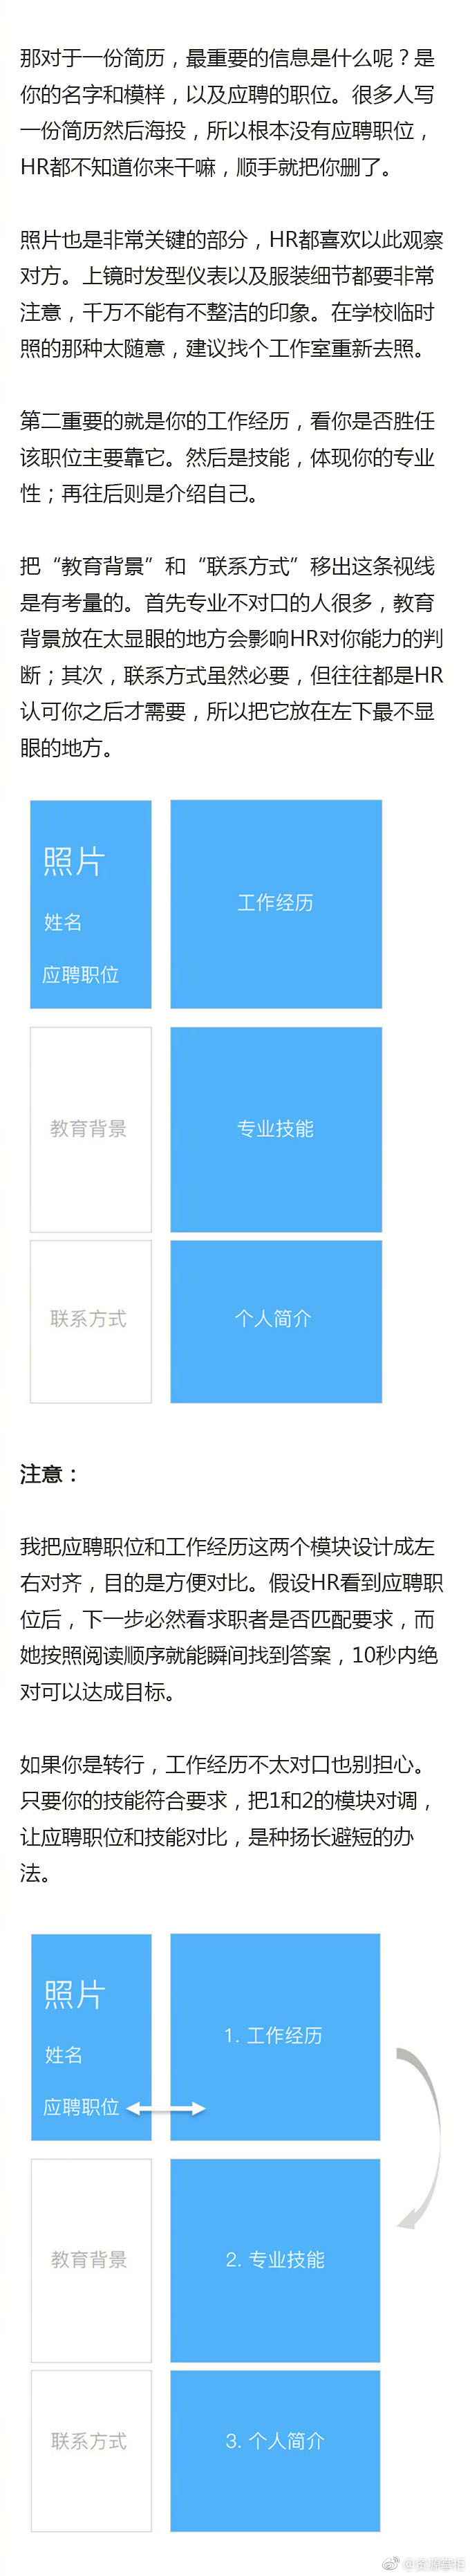 那对于一份简历，最重要的信息是什么呢？是
你的名字和模样，以及应聘的职位。很多人写
一份简历然后海投，所以根本没有应聘职位，
HR都不知道你来干嘛，顺手就把你删了。
照片也是非常关键的部分，HR都喜欢以此观察
对方。上镜时发型仪表以及服装细节都要非常
注意，千万不能有不整洁的印象。在学校临时
照的那种太随意，建议找个工作室重新去照。
第二重要的就是你的工作经历，看你是否胜任
该职位主要靠它。然后是技能，体现你的专业
性；再往后则是介绍自己。
把“教育背景”和“联系方式”移出这条视线
是有考量的。首先专业不对口的人很多，教育
背景放在太显眼的地方会影响HR对你能力的判
断；其次，联系方式虽然必要，但往往都是HR
认可你之后才需要，所以把它放在左下最不显
眼的地方。
照片
姓名
应聘职位
工作经历
教育背景
专业技能
联系方式
个人简介
注意：
我把应聘职位和工作经历这两个模块设计成左
右对齐，目的是方便对比。假设HR看到应聘职
位后，下一步必然看求职者是否匹配要求，而
她按照阅读顺序就能瞬间找到答案，10秒内绝
对可以达成目标。
如果你是转行，工作经历不太对口也别担心。
只要你的技能符合要求，把1和2的模块对调，
让应聘职位和技能对比，是种扬长避短的办
法。
照片
姓名
应聘职位
1. 工作经历
教育背景
2. 专业技能
联系方式
3. 个人简介